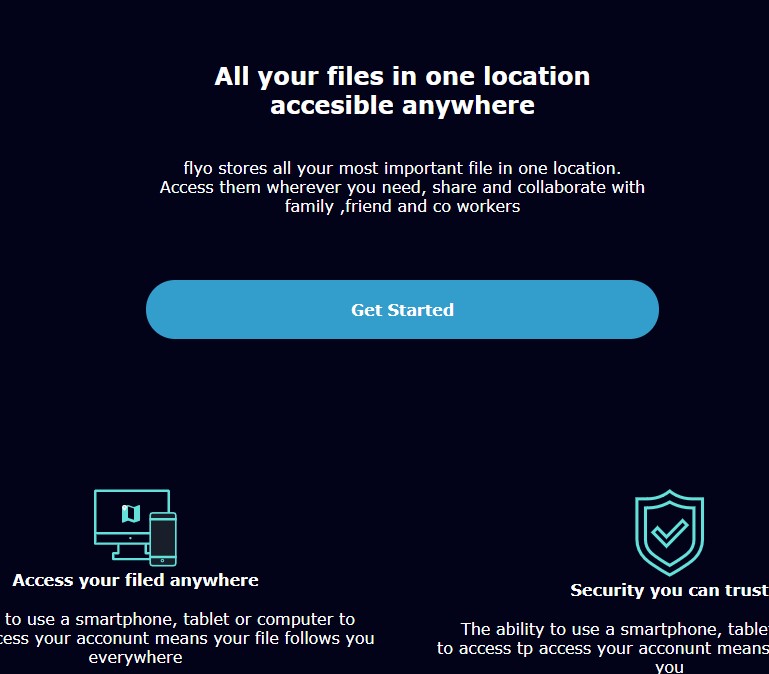 All your files in one location
accesible anywhere
flyo stores all your most important file in one location.
Access them wherever you need, share and collaborate with
family ,friend and co workers
Get Started
Access your filed anywhere
to use a smartphone, tablet or computer to
your acconunt means your file follows you
everywhere
Security you can trust
The ability to use a smartphone,
to access tp access your acconunt means
you